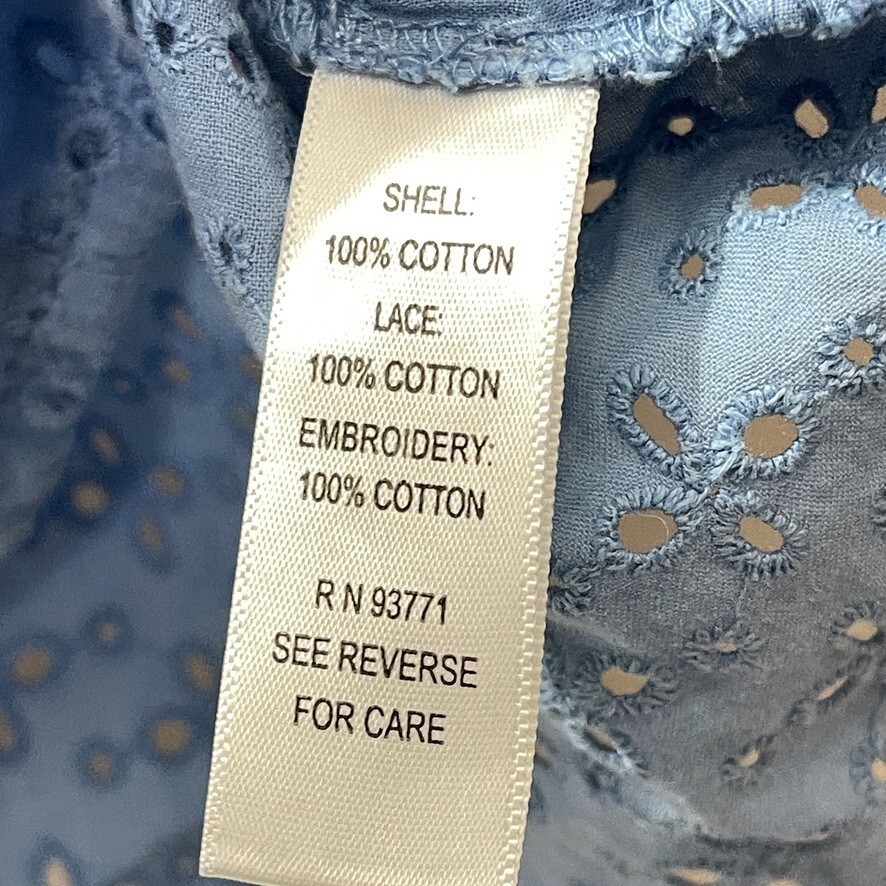 SHELL:
100% COTTON
LACE:
100% COTTON
EMBROIDERY:
100% COTTON
R N 93771
SEE REVERSE
FOR CARE